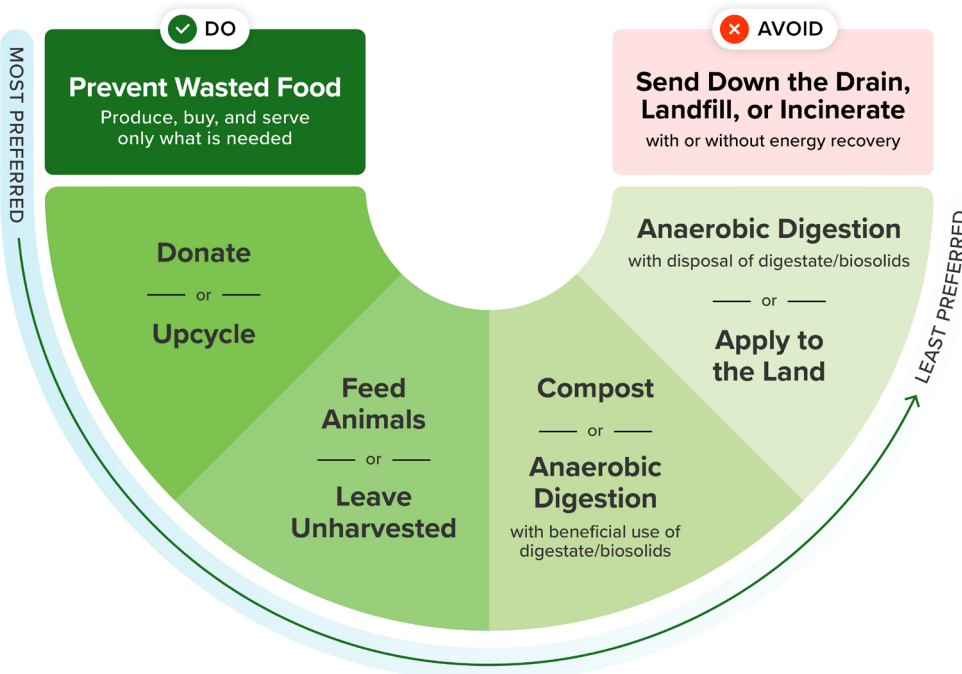 DO
AVOID
MOST PREFERRED
Prevent Wasted Food
Produce, buy, and serve
only what is needed
Send Down the Drain,
Landfill, or Incinerate
with or without energy recovery
Donate
or
Upcycle
Feed
Animals
or
Leave
Unharvested
Compost
or
Anaerobic
Digestion
with beneficial use of
digestate/biosolids
Anaerobic Digestion
with disposal of digestate/biosolids
or
Apply to
the Land
LEAST PREFERRED